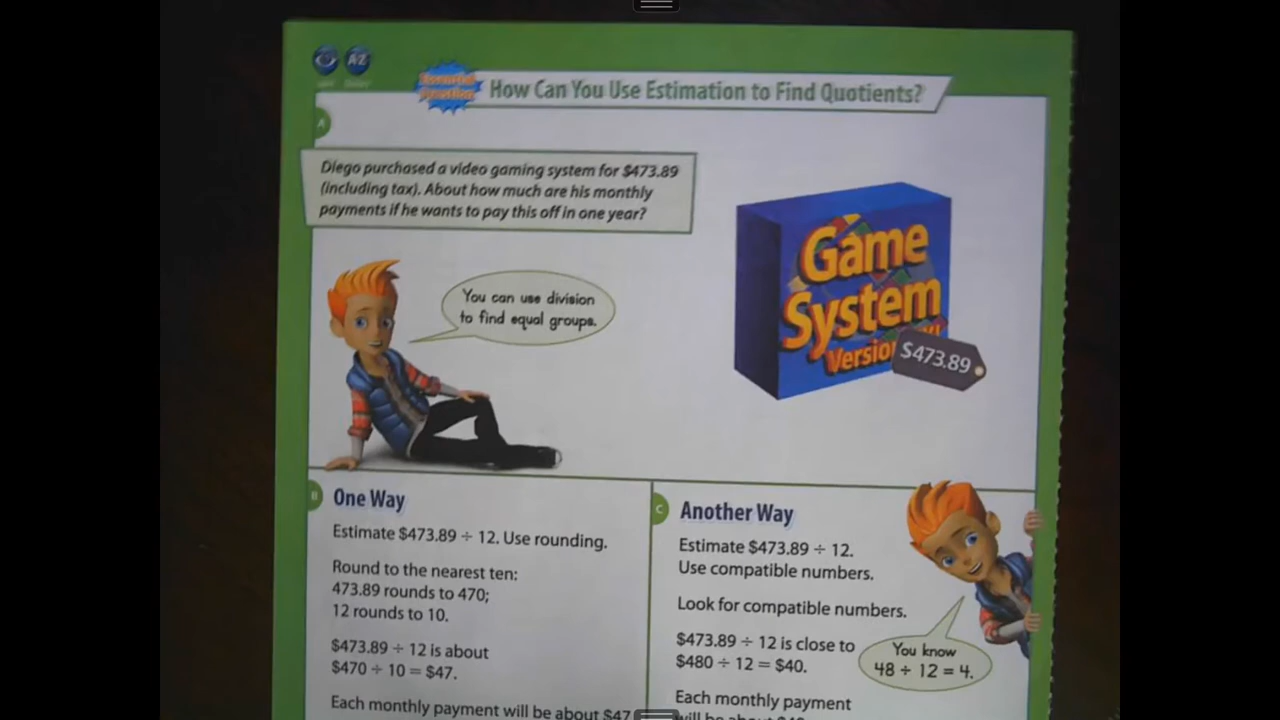 A-Z
Essential Question
How Can You Use Estimation to Find Quotients?
A
Diego purchased a video gaming system for $473.89
(including tax). About how much are his monthly
payments if he wants to pay this off in one year?
You can use division
to find equal groups.
Game
System
$473.89
B
One Way
Estimate $473.89 ÷ 12. Use rounding.
Round to the nearest ten:
473.89 rounds to 470;
12 rounds to 10.
$473.89 ÷ 12 is about
$470 ÷ 10 = $47.
Each monthly payment will be about $47
C
Another Way
Estimate $473.89 ÷ 12.
Use compatible numbers.
Look for compatible numbers.
$473.89 ÷ 12 is close to
$480 ÷ 12 = $40.
You know
48 ÷ 12 = 4.
Each monthly payment
will be about